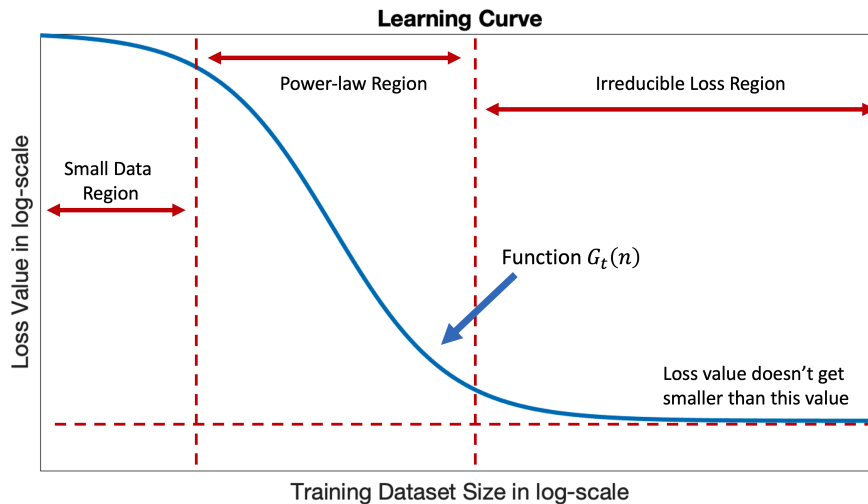 Learning Curve
Power-law Region
Irreducible Loss Region
Small Data
Region
Function G_t(n)
Loss value doesn't get
smaller than this value
Loss Value in log-scale
Training Dataset Size in log-scale